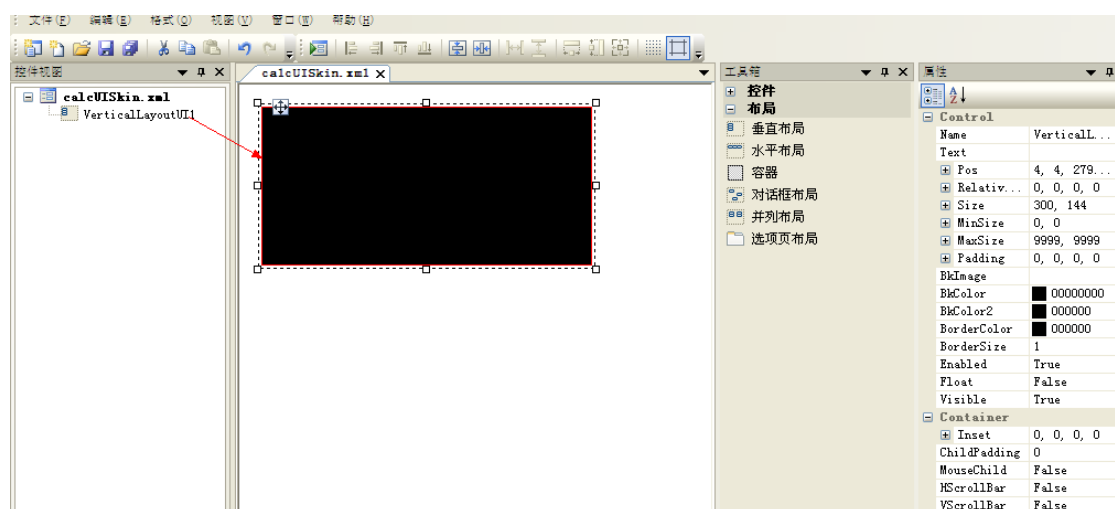 文件(F) 编辑(E) 格式(O) 视图(V) 窗口(W) 帮助(H)
控件视图
calcUISkin.xml
VerticalLayoutUI1
calcUISkin.xml
工具箱
控件
布局
垂直布局
水平布局
容器
对话框布局
并列布局
选项页布局
属性
Control
Name VerticalL...
Text
Pos 4, 4, 279...
Relativ... 0, 0, 0, 0
Size 300, 144
MinSize 0, 0
MaxSize 9999, 9999
Padding 0, 0, 0, 0
BkImage
BkColor 00000000
BkColor2 000000
BorderColor 000000
BorderSize 1
Enabled True
Float False
Visible True
Container
Inset 0, 0, 0, 0
ChildPadding 0
MouseChild False
HScrollBar False
VScrollBar False